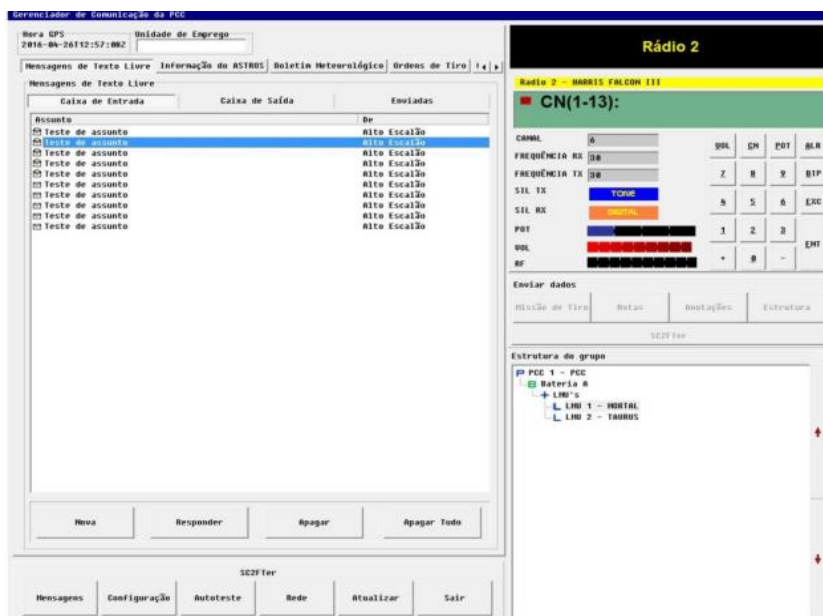 Gerenciador de Comunicação da PCC
Hora GPS
2016-04-26T12:57:00Z
Unidade de Emprego
Mensagens de Texto Livre
Informação do ASTROS
Boletim Meteorológico
Ordens de Tiro
Mensagens de Texto Livre
Caixa de Entrada
Caixa de Saída
Enviadas
Assunto De
Teste de assunto Alto Escalão
Teste de assunto Alto Escalão
Teste de assunto Alto Escalão
Teste de assunto Alto Escalão
Teste de assunto Alto Escalão
Teste de assunto Alto Escalão
Teste de assunto Alto Escalão
Teste de assunto Alto Escalão
Teste de assunto Alto Escalão
Teste de assunto Alto Escalão
Nova
Responder
Apagar
Apagar Tudo
SC2FTer
Mensagens
Configuração
Autoteste
Rede
Atualizar
Sair
Rádio 2
Radio 2 - HARRIS FALCON III
CN(1-13):
CANAL 6
FREQUÊNCIA RX 30
FREQUÊNCIA TX 30
SIL TX TONE
SIL RX DIGITAL
POT
VOL
RF
VOL CN POT ALR
7 8 9 BIP
4 5 6 EXC
1 2 3 ENT
0 -
Enviar dados
Missão de Tiro
Rotas
Anotações
Estrutura
SC2FTer
Estrutura do grupo
PCC 1 - PCC
Bateria A
LMU's
LMU 1 - MORTAL
LMU 2 - TAURUS